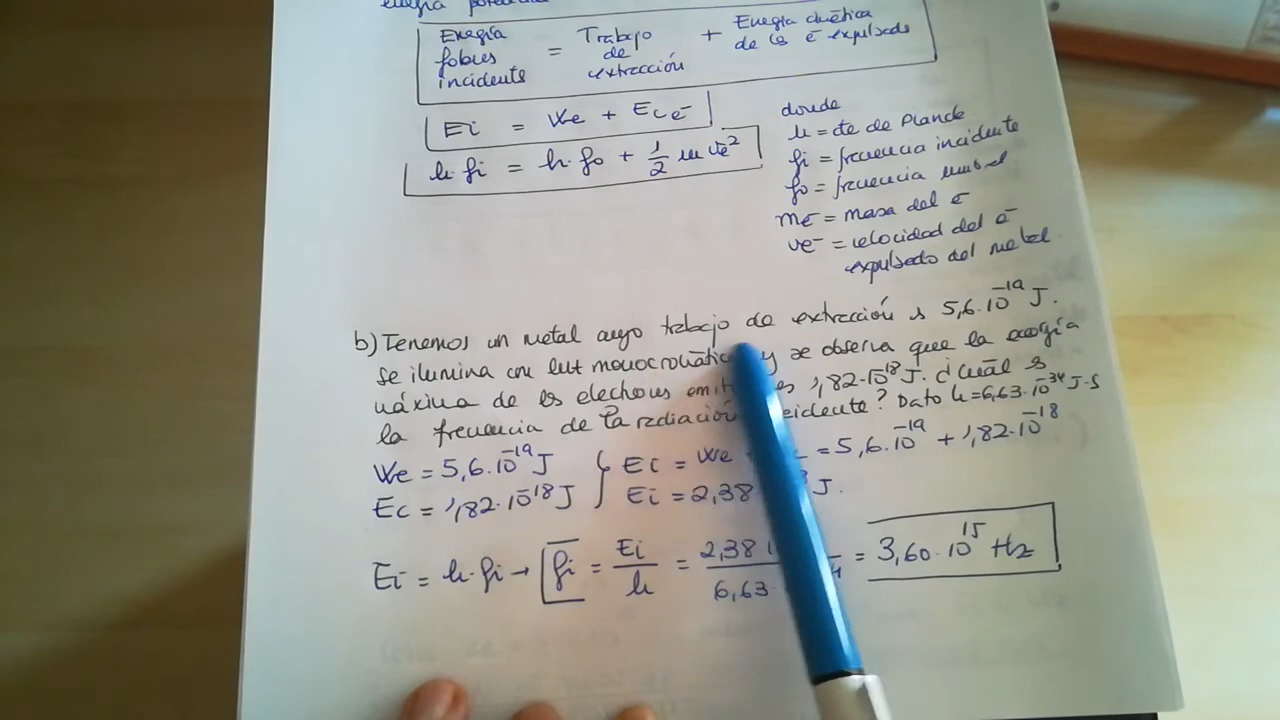 energía potencial
Energía fotones incidente = Trabajo de extracción + Energía cinética de los e⁻ expulsado
Ei = We + Ec e⁻
h·fi = h·fo + 1/2 m ve⁻²
donde
h = cte de Planck
fi = frecuencia incidente
fo = frecuencia umbral
me⁻ = masa del e⁻
ve⁻ = velocidad del e⁻
expulsado del metal
b) Tenemos un metal cuyo trabajo de extracción es 5,6·10⁻¹⁹ J.
se ilumina con luz monocromática y se observa que la energía
máxima de los electrones es 1,82·10⁻¹⁸ J. ¿Cuál es
la frecuencia de la radiación incidente? Dato h=6,63·10⁻³⁴ J·s
We = 5,6·10⁻¹⁹ J
Ec = 1,82·10⁻¹⁸ J
Ei = We = 5,6·10⁻¹⁹ + 1,82·10⁻¹⁸
Ei = 2,38 J.
Ei = h·fi → fi = Ei/h = 2,38 / 6,63 = 3,60·10¹⁵ Hz